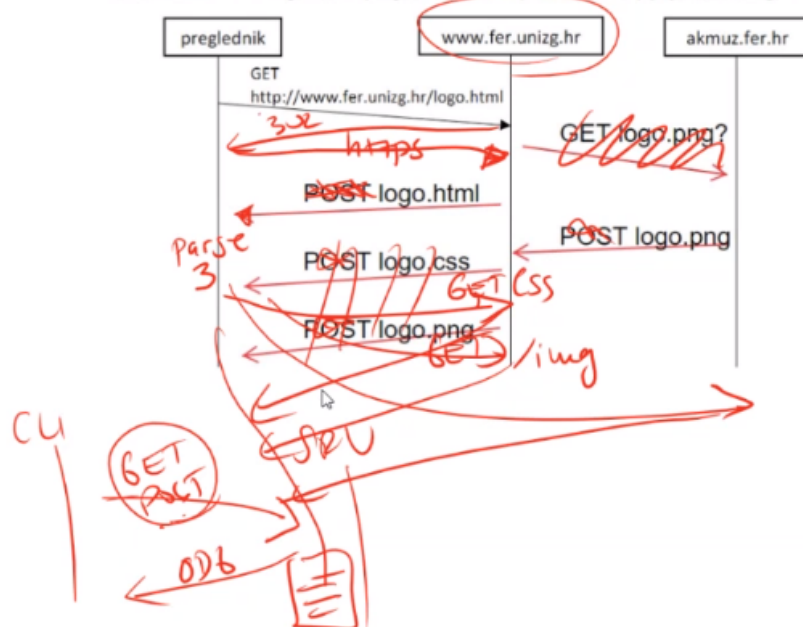 preglednik
www.fer.unizg.hr
akmuz.fer.hr
GET
http://www.fer.unizg.hr/logo.html
302
https
GET logo.png?
POST logo.html
POST logo.png
parse
3
POST logo.css
GET CSS
POST logo.png
GET /img
SRV
GET
POST
ODG